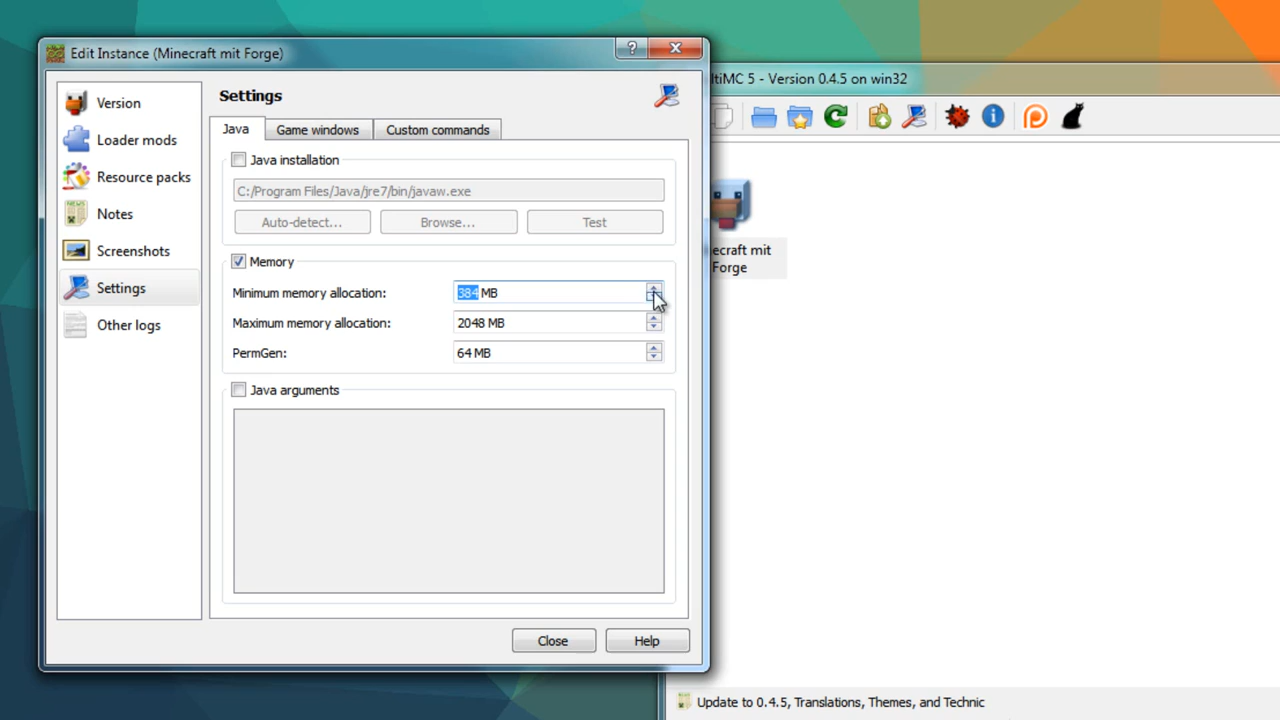 Edit Instance (Minecraft mit Forge)
?
ltiMC 5 - Version 0.4.5 on win32
Version
Loader mods
Resource packs
Notes
Screenshots
Settings
Other logs
Settings
Java
Game windows
Custom commands
Java installation
C:/Program Files/Java/jre7/bin/javaw.exe
Auto-detect...
Browse...
Test
Memory
Minimum memory allocation:
384 MB
Maximum memory allocation:
2048 MB
PermGen:
64 MB
Java arguments
Close
Help
ecraft mit
Forge
Update to 0.4.5, Translations, Themes, and Technic